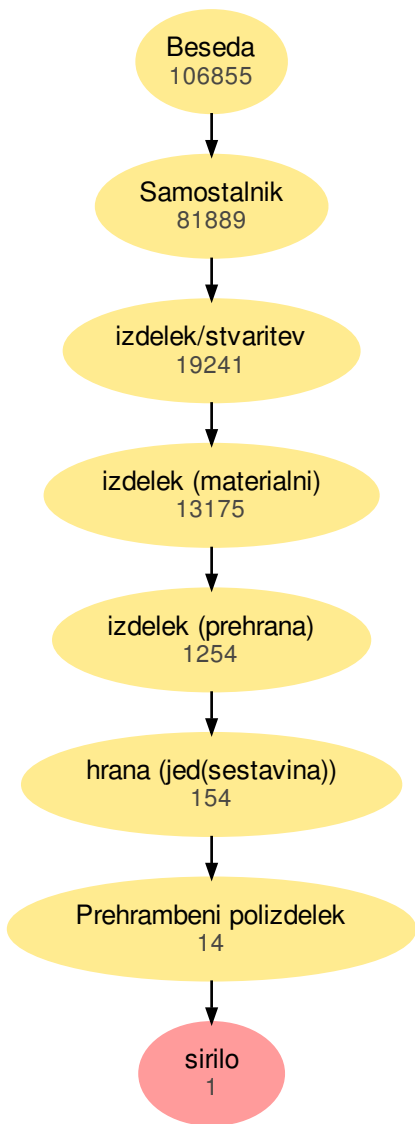 Beseda
106855
Samostalnik
81889
izdelek/stvaritev
19241
izdelek (materialni)
13175
izdelek (prehrana)
1254
hrana (jed(sestavina))
154
Prehrambeni polizdelek
14
sirilo
1